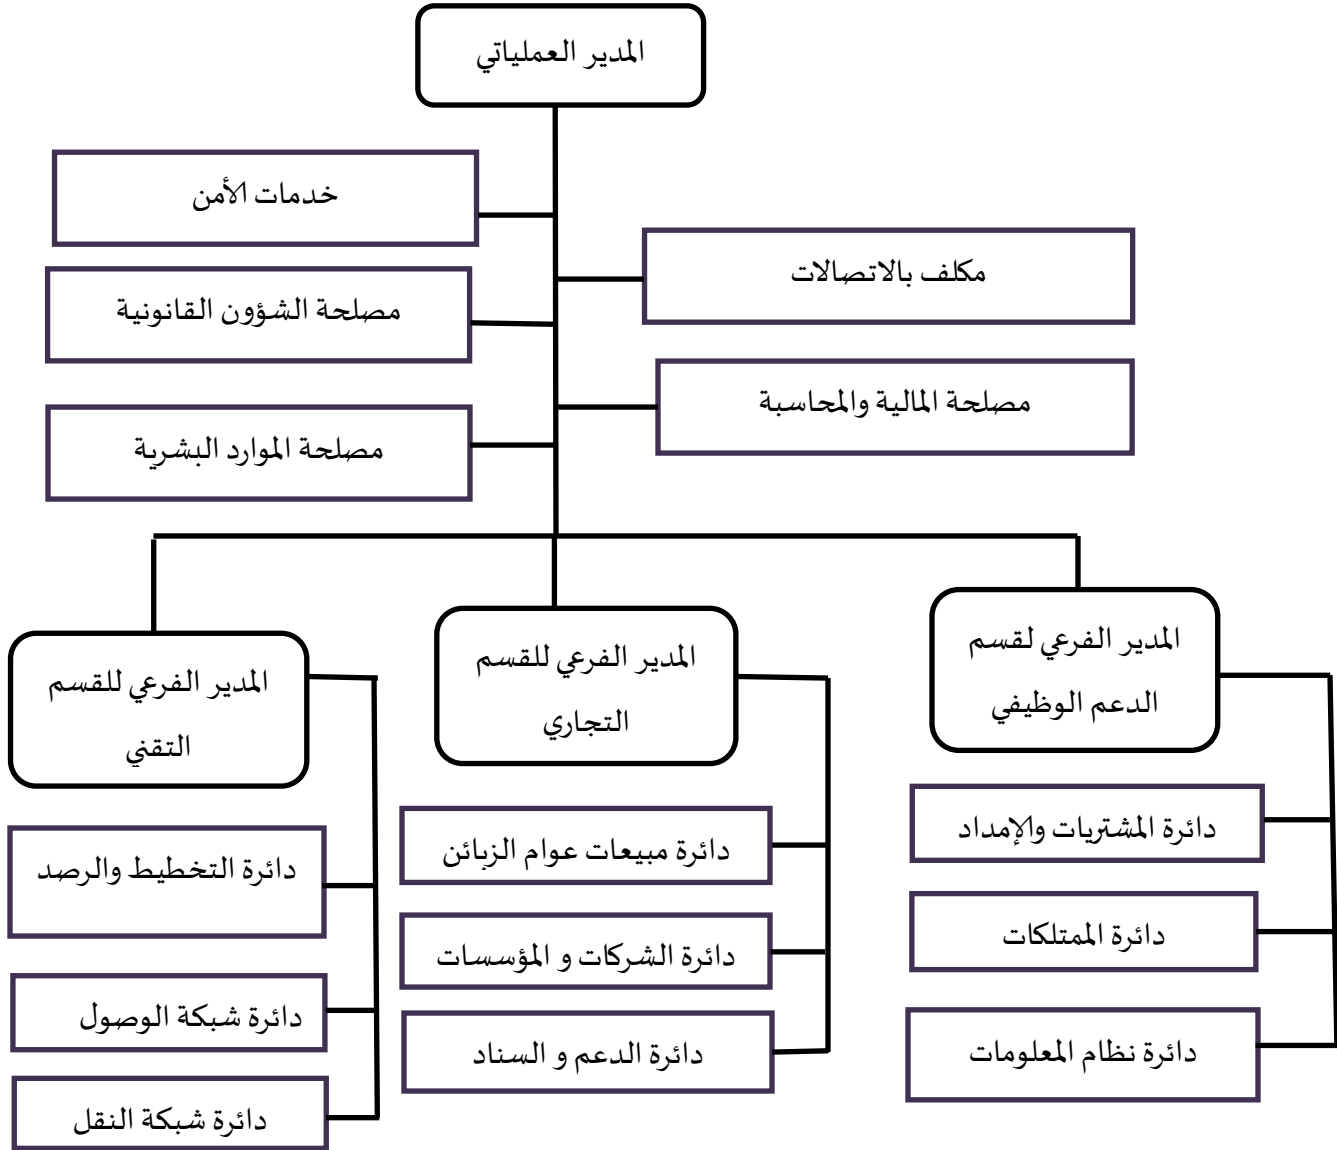 المدير العملياتي
خدمات الأمن
مكلف بالاتصالات
مصلحة الشؤون القانونية
مصلحة المالية والمحاسبة
مصلحة الموارد البشرية
المدير الفرعي لقسم
الدعم الوظيفي
المدير الفرعي للقسم
التجاري
المدير الفرعي للقسم
التقني
دائرة المشتريات والإمداد
دائرة الممتلكات
دائرة نظام المعلومات
دائرة مبيعات عوام الزبائن
دائرة الشركات و المؤسسات
دائرة الدعم و السناد
دائرة التخطيط والرصد
دائرة شبكة الوصول
دائرة شبكة النقل